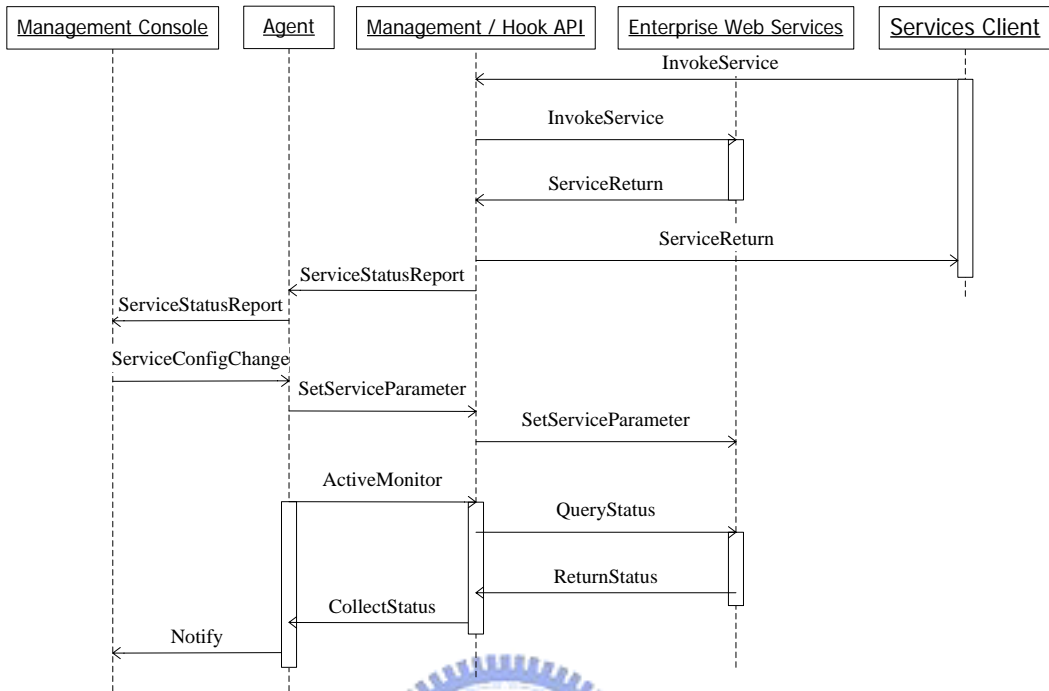 Management Console
Agent
Management / Hook API
Enterprise Web Services
Services Client
InvokeService
InvokeService
ServiceReturn
ServiceReturn
ServiceStatusReport
ServiceStatusReport
ServiceConfigChange
SetServiceParameter
SetServiceParameter
ActiveMonitor
QueryStatus
ReturnStatus
CollectStatus
Notify